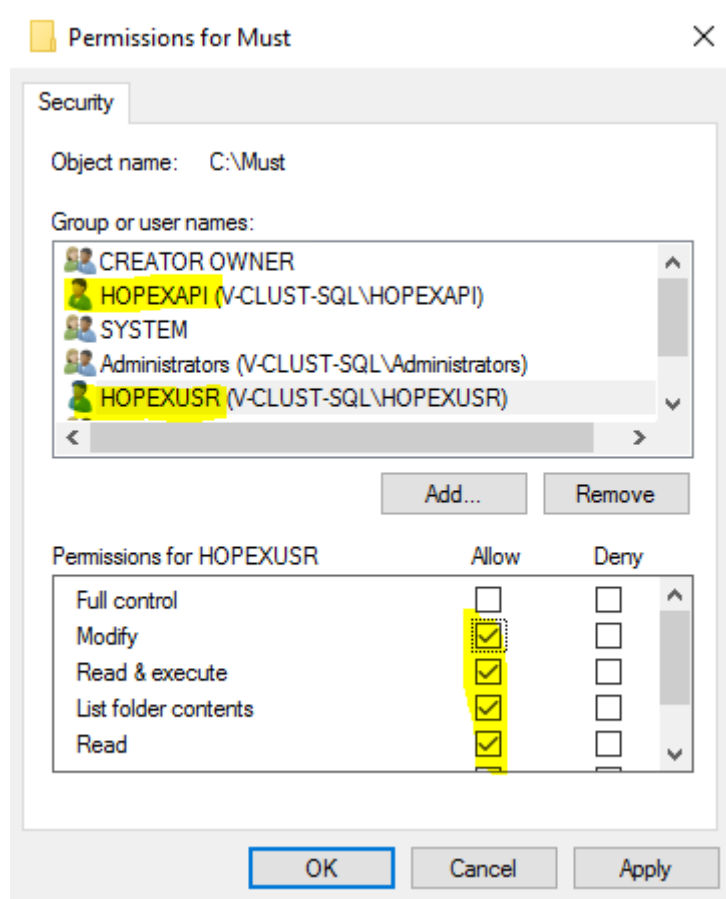 Permissions for Must
Security
Object name: C:\Must
Group or user names:
CREATOR OWNER
HOPEXAPI (V-CLUST-SQL\HOPEXAPI)
SYSTEM
Administrators (V-CLUST-SQL\Administrators)
HOPEXUSR (V-CLUST-SQL\HOPEXUSR)
Add... Remove
Permissions for HOPEXUSR Allow Deny
Full control
Modify
Read & execute
List folder contents
Read
OK Cancel Apply